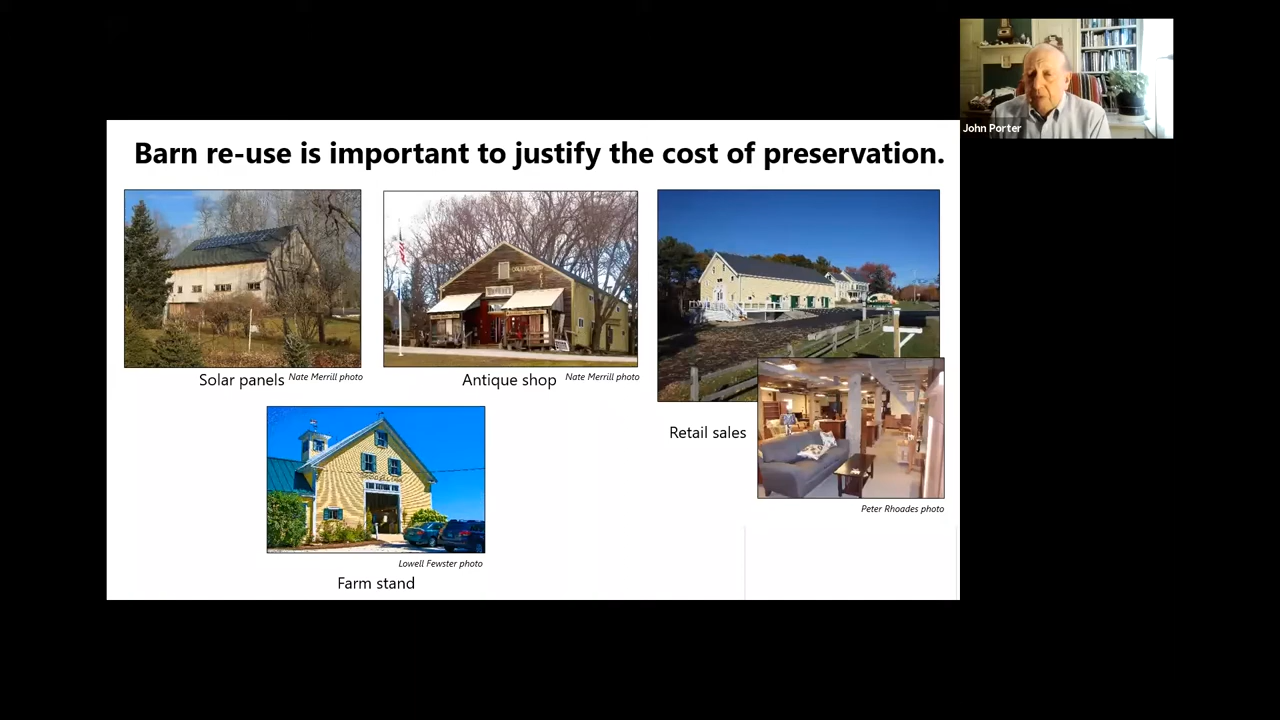 John Porter
Barn re-use is important to justify the cost of preservation.
Solar panels Nate Merrill photo
Antique shop Nate Merrill photo
Retail sales
Peter Rhoades photo
Lowell Fewster photo
Farm stand